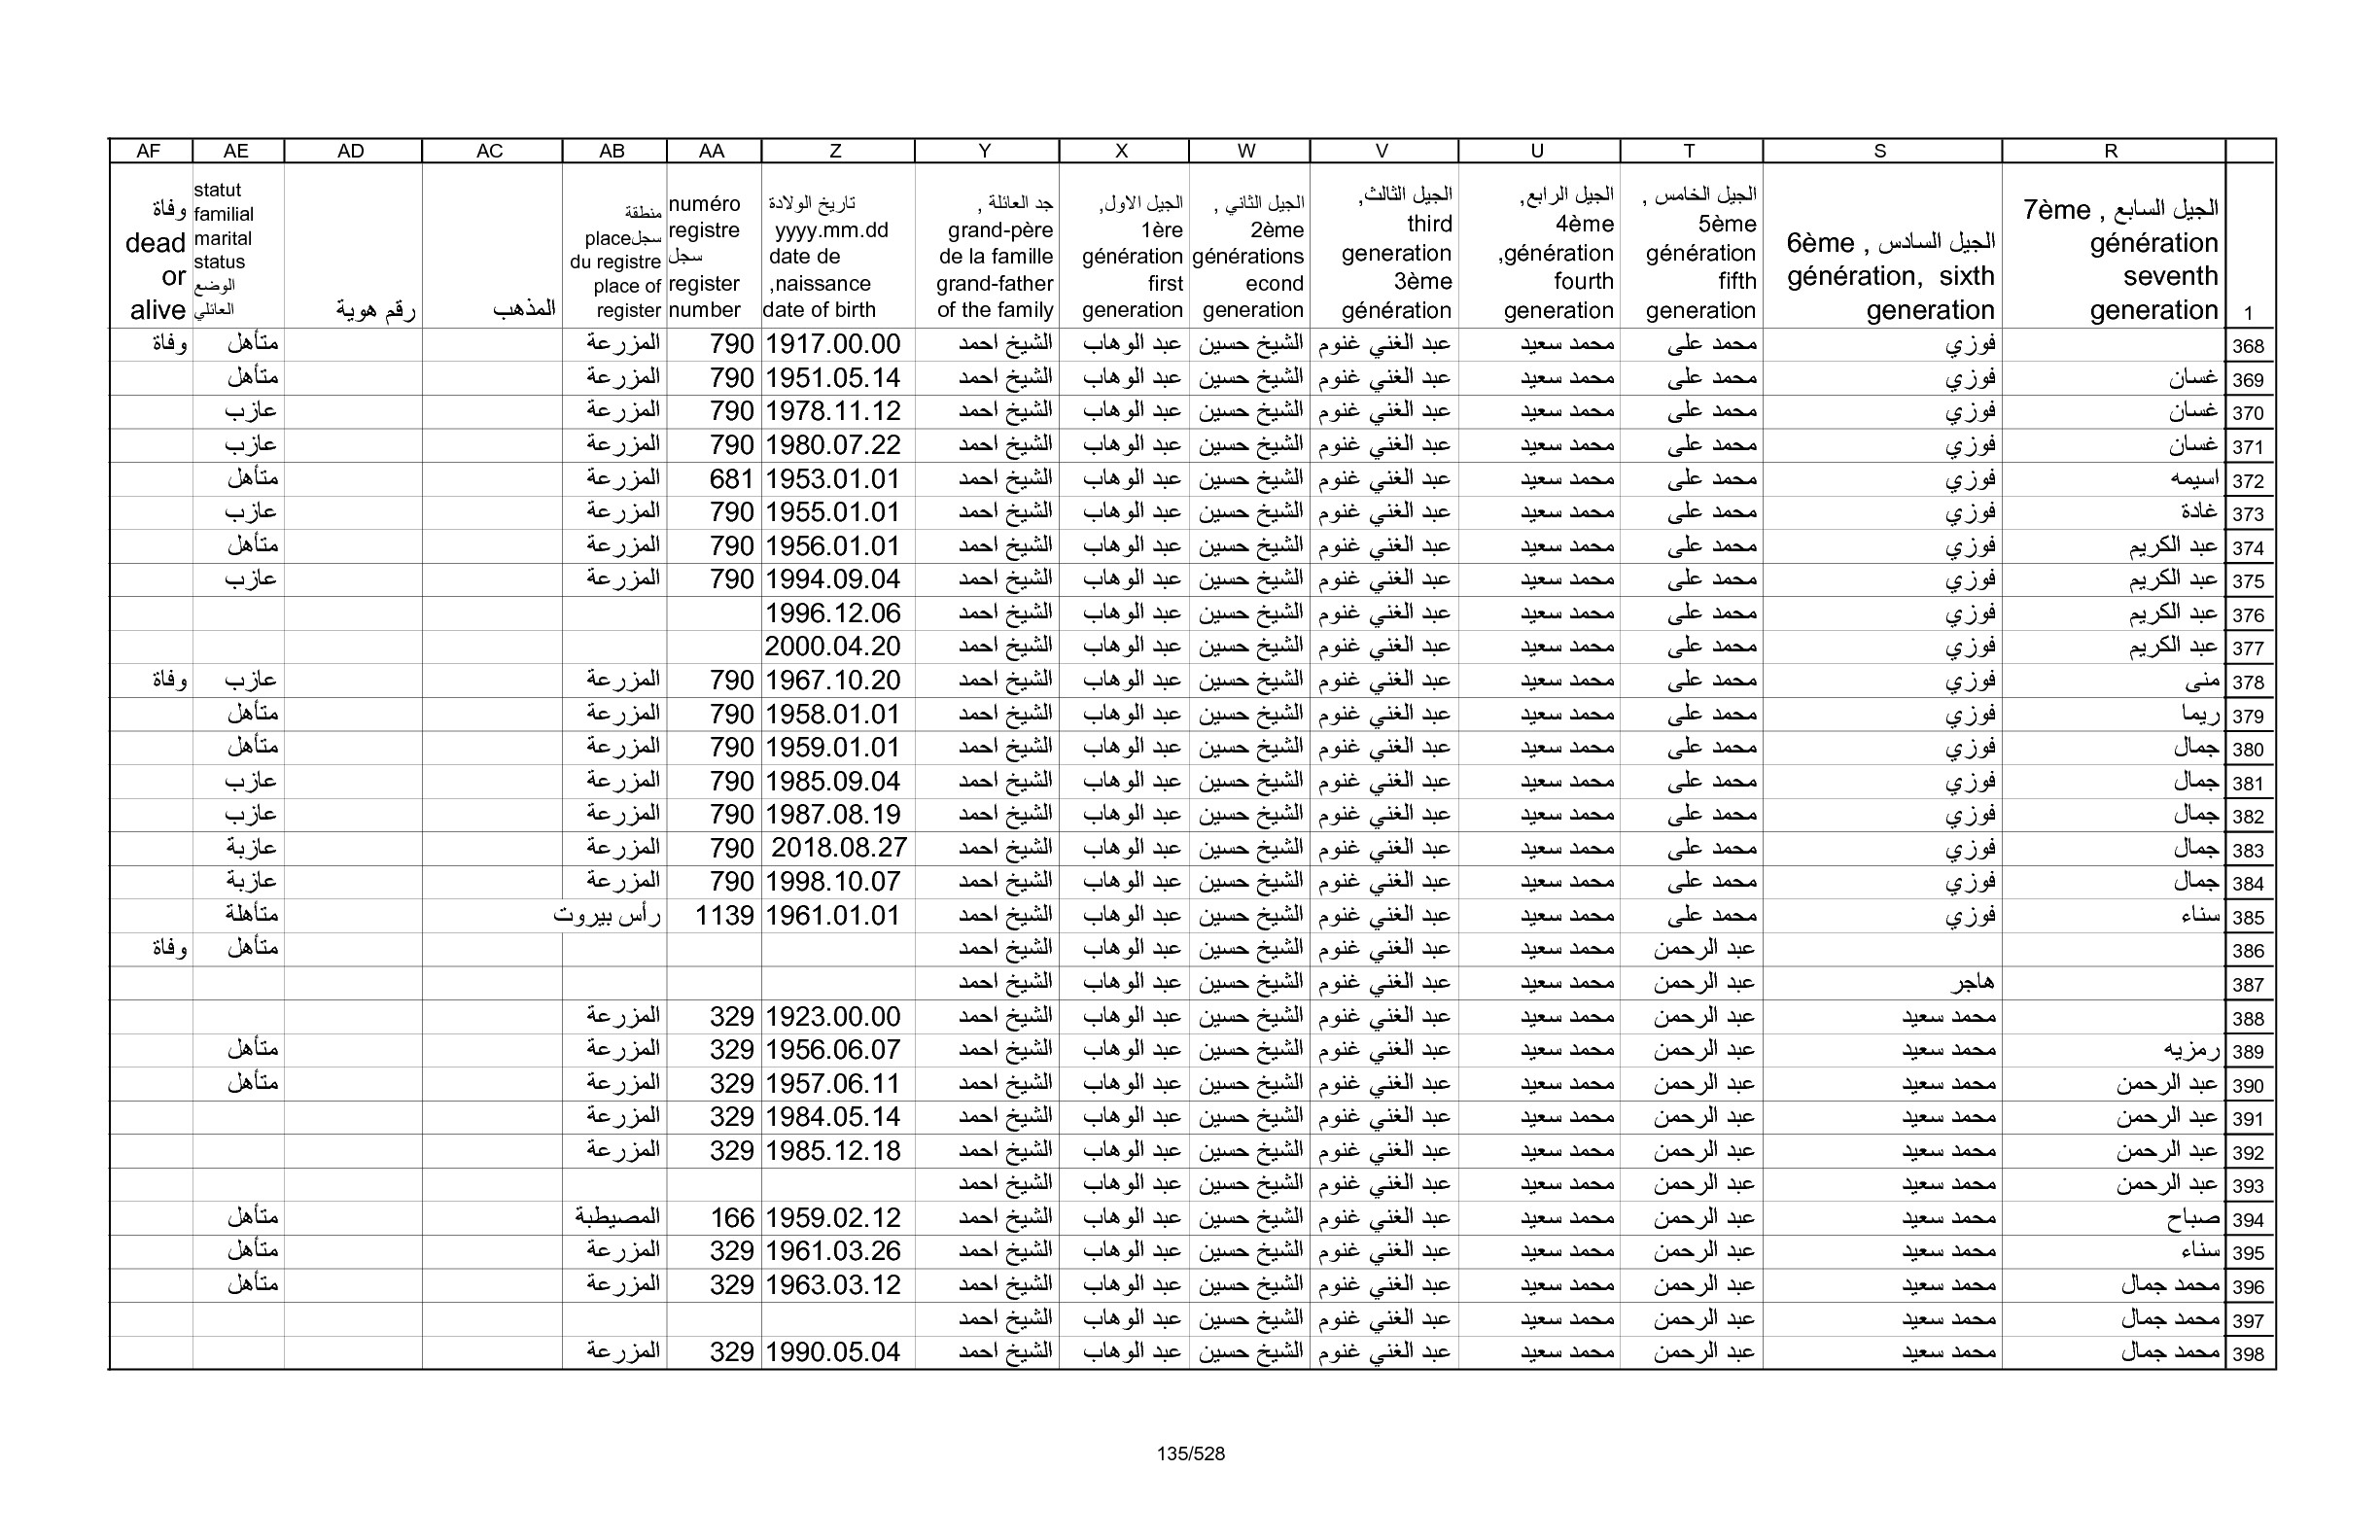 R S T U V W X Y Z AA AB AC AD AE AF
1 الجيل السابع , 7ème génération seventh generation الجيل السادس , 6ème génération, sixth generation الجيل الخامس , 5ème génération fifth generation الجيل الرابع, 4ème génération, fourth generation الجيل الثالث, third generation 3ème génération الجيل الثاني , 2ème générations econd generation الجيل الاول, 1ère génération first generation جد العائلة , grand-père de la famille grand-father of the family تاريخ الولادة yyyy.mm.dd date de naissance, date of birth numéro registre سجل register number منطقة سجل place du registre place of register المذهب رقم هوية statut familial marital status الوضع العائلي وفاة dead or alive
368 فوزي محمد على محمد سعيد عبد الغني غنوم الشيخ حسين عبد الوهاب الشيخ احمد 1917.00.00 790 المزرعة متأهل وفاة
369 غسان فوزي محمد على محمد سعيد عبد الغني غنوم الشيخ حسين عبد الوهاب الشيخ احمد 1951.05.14 790 المزرعة متأهل
370 غسان فوزي محمد على محمد سعيد عبد الغني غنوم الشيخ حسين عبد الوهاب الشيخ احمد 1978.11.12 790 المزرعة عازب
371 غسان فوزي محمد على محمد سعيد عبد الغني غنوم الشيخ حسين عبد الوهاب الشيخ احمد 1980.07.22 790 المزرعة عازب
372 اسيمه فوزي محمد على محمد سعيد عبد الغني غنوم الشيخ حسين عبد الوهاب الشيخ احمد 1953.01.01 681 المزرعة متأهل
373 غادة فوزي محمد على محمد سعيد عبد الغني غنوم الشيخ حسين عبد الوهاب الشيخ احمد 1955.01.01 790 المزرعة عازب
374 عبد الكريم فوزي محمد على محمد سعيد عبد الغني غنوم الشيخ حسين عبد الوهاب الشيخ احمد 1956.01.01 790 المزرعة متأهل
375 عبد الكريم فوزي محمد على محمد سعيد عبد الغني غنوم الشيخ حسين عبد الوهاب الشيخ احمد 1994.09.04 790 المزرعة عازب
376 عبد الكريم فوزي محمد على محمد سعيد عبد الغني غنوم الشيخ حسين عبد الوهاب الشيخ احمد 1996.12.06
377 عبد الكريم فوزي محمد على محمد سعيد عبد الغني غنوم الشيخ حسين عبد الوهاب الشيخ احمد 2000.04.20
378 منى فوزي محمد على محمد سعيد عبد الغني غنوم الشيخ حسين عبد الوهاب الشيخ احمد 1967.10.20 790 المزرعة عازب وفاة
379 ريما فوزي محمد على محمد سعيد عبد الغني غنوم الشيخ حسين عبد الوهاب الشيخ احمد 1958.01.01 790 المزرعة متأهل
380 جمال فوزي محمد على محمد سعيد عبد الغني غنوم الشيخ حسين عبد الوهاب الشيخ احمد 1959.01.01 790 المزرعة متأهل
381 جمال فوزي محمد على محمد سعيد عبد الغني غنوم الشيخ حسين عبد الوهاب الشيخ احمد 1985.09.04 790 المزرعة عازب
382 جمال فوزي محمد على محمد سعيد عبد الغني غنوم الشيخ حسين عبد الوهاب الشيخ احمد 1987.08.19 790 المزرعة عازب
383 جمال فوزي محمد على محمد سعيد عبد الغني غنوم الشيخ حسين عبد الوهاب الشيخ احمد 2018.08.27 790 المزرعة عازبة
384 جمال فوزي محمد على محمد سعيد عبد الغني غنوم الشيخ حسين عبد الوهاب الشيخ احمد 1998.10.07 790 المزرعة عازبة
385 سناء فوزي محمد على محمد سعيد عبد الغني غنوم الشيخ حسين عبد الوهاب الشيخ احمد 1961.01.01 1139 رأس بيروت متأهلة
386 عبد الرحمن محمد سعيد عبد الغني غنوم الشيخ حسين عبد الوهاب الشيخ احمد متأهل وفاة
387 هاجر عبد الرحمن محمد سعيد عبد الغني غنوم الشيخ حسين عبد الوهاب الشيخ احمد
388 محمد سعيد عبد الرحمن محمد سعيد عبد الغني غنوم الشيخ حسين عبد الوهاب الشيخ احمد 1923.00.00 329 المزرعة
389 رمزيه محمد سعيد عبد الرحمن محمد سعيد عبد الغني غنوم الشيخ حسين عبد الوهاب الشيخ احمد 1956.06.07 329 المزرعة متأهل
390 عبد الرحمن محمد سعيد عبد الرحمن محمد سعيد عبد الغني غنوم الشيخ حسين عبد الوهاب الشيخ احمد 1957.06.11 329 المزرعة متأهل
391 عبد الرحمن محمد سعيد عبد الرحمن محمد سعيد عبد الغني غنوم الشيخ حسين عبد الوهاب الشيخ احمد 1984.05.14 329 المزرعة
392 عبد الرحمن محمد سعيد عبد الرحمن محمد سعيد عبد الغني غنوم الشيخ حسين عبد الوهاب الشيخ احمد 1985.12.18 329 المزرعة
393 عبد الرحمن محمد سعيد عبد الرحمن محمد سعيد عبد الغني غنوم الشيخ حسين عبد الوهاب الشيخ احمد
394 صباح محمد سعيد عبد الرحمن محمد سعيد عبد الغني غنوم الشيخ حسين عبد الوهاب الشيخ احمد 1959.02.12 166 المصيطبة متأهل
395 سناء محمد سعيد عبد الرحمن محمد سعيد عبد الغني غنوم الشيخ حسين عبد الوهاب الشيخ احمد 1961.03.26 329 المزرعة متأهل
396 محمد جمال محمد سعيد عبد الرحمن محمد سعيد عبد الغني غنوم الشيخ حسين عبد الوهاب الشيخ احمد 1963.03.12 329 المزرعة متأهل
397 محمد جمال محمد سعيد عبد الرحمن محمد سعيد عبد الغني غنوم الشيخ حسين عبد الوهاب الشيخ احمد
398 محمد جمال محمد سعيد عبد الرحمن محمد سعيد عبد الغني غنوم الشيخ حسين عبد الوهاب الشيخ احمد 1990.05.04 329 المزرعة
135/528